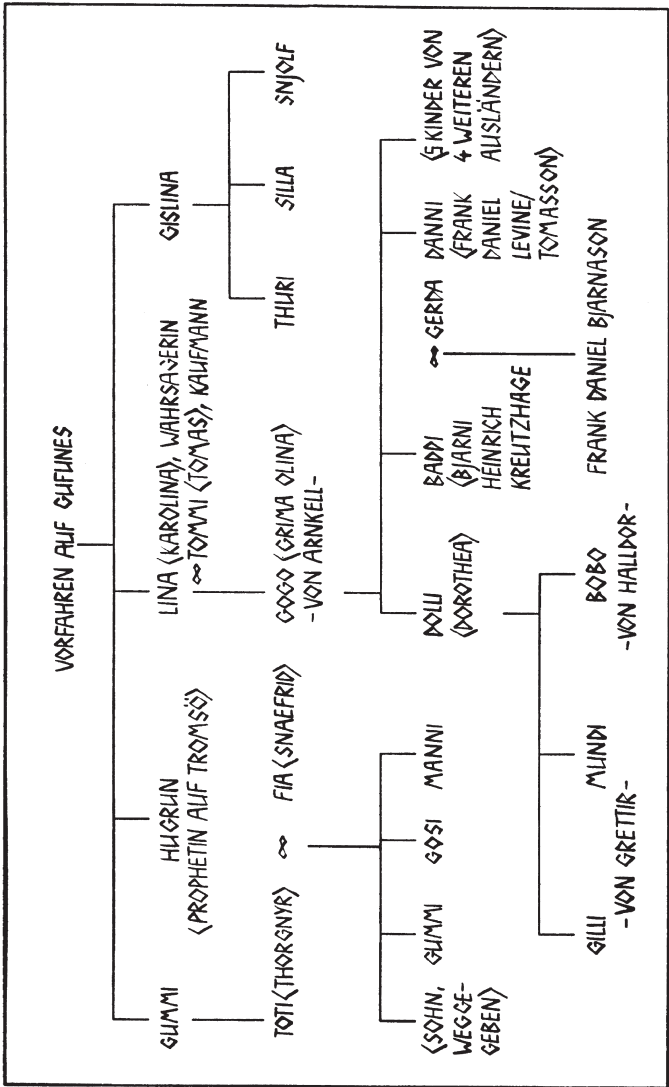 VORFAHREN AUF GUFUNES
GUMMI
HUGRUN
(PROPHETIN AUF TROMSÖ)
LINA (KAROLINA), WAHRSAGERIN
∞ TOMMI (TOMAS), KAUFMANN
GISLINA
TOTI (THORGNYR) ∞ FIA (SNAEFRID)
GOGO (GRIMA OLINA)
-VON ARNKELL-
THURI
SILLA
SNJOLF
(SOHN,
WEGGE-
GEBEN)
GUMMI
GOSI
MANNI
DOLLI
(DOROTHEA)
BADDI
(BJARNI
HEINRICH
KREUTZHAGE
∞ GERDA
DANNI
(FRANK
DANIEL
LEVINE/
TOMASSON)
(5 KINDER VON
4 WEITEREN
AUSLÄNDERN)
GILLI
MUNDI
-VON GRETTIR-
BOBO
-VON HALLDOR-
FRANK DANIEL BJARNASON